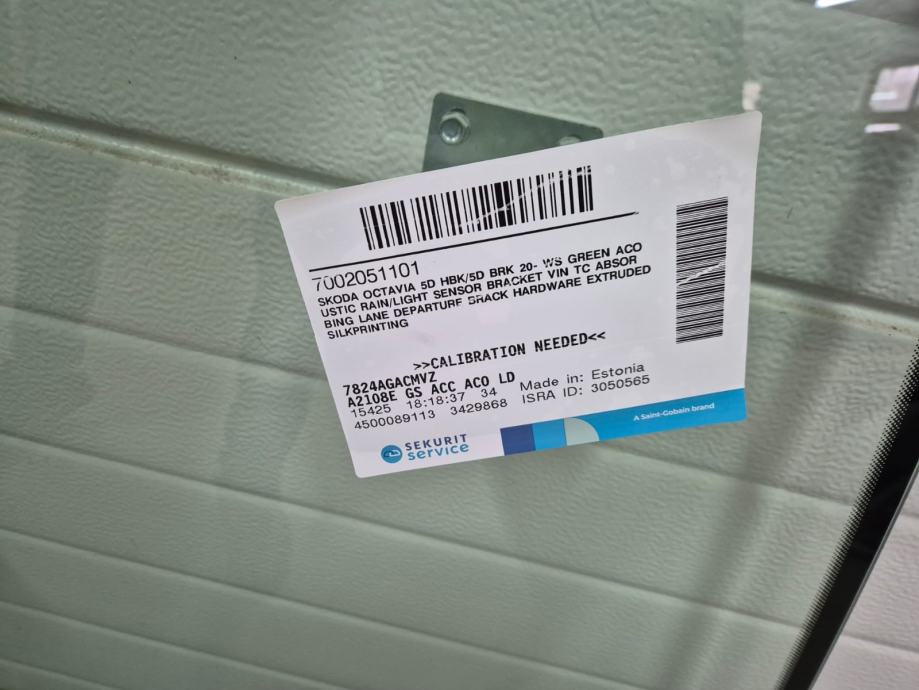 7002051101
SKODA OCTAVIA 5D HBK/5D BRK 20- WS GREEN ACO
USTIC RAIN/LIGHT SENSOR BRACKET VIN TC ABSOR
BING LANE DEPARTURE BRACK HARDWARE EXTRUDED
SILKPRINTING
>>CALIBRATION NEEDED<<
7824AGACMVZ
A2108E GS ACC ACO LD
15425 18:18:37 34 Made in: Estonia
4500089113 3429868 ISRA ID: 3050565
SEKURIT
service
A Saint-Gobain brand